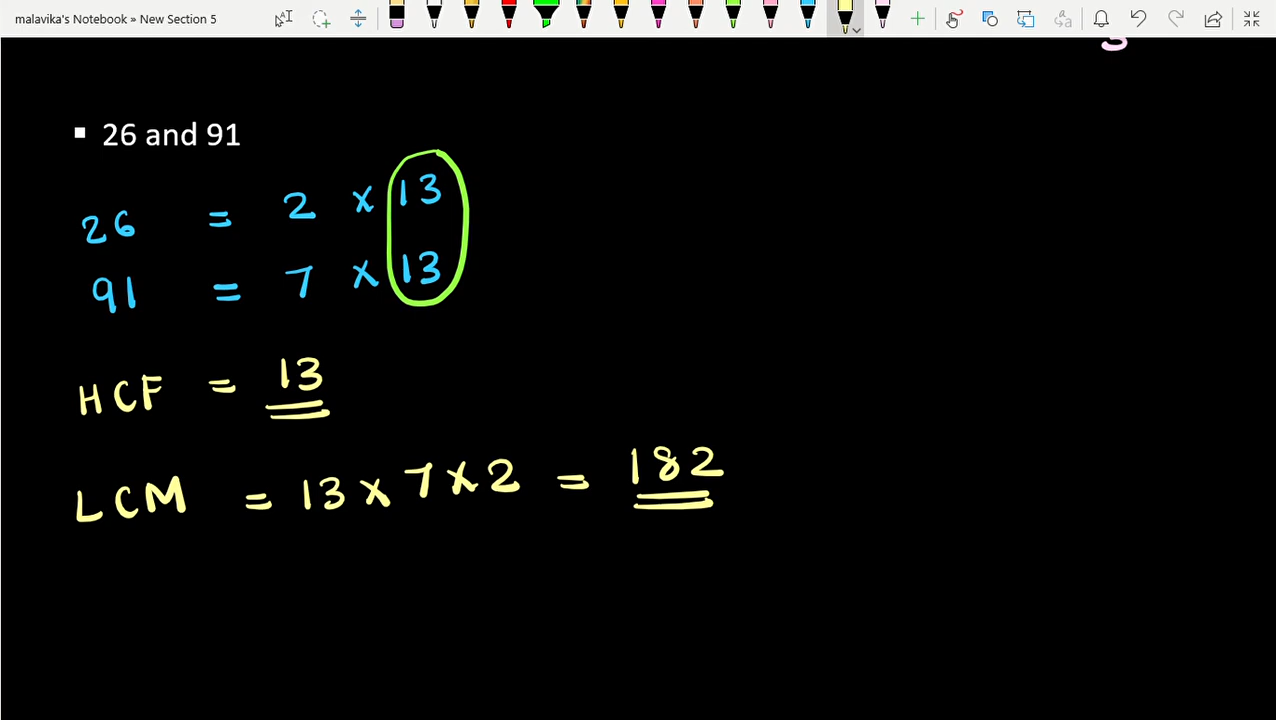 malavika's Notebook » New Section 5
▪ 26 and 91
26 = 2 × 13
91 = 7 × 13
HCF = 13
LCM = 13 × 7 × 2 = 182